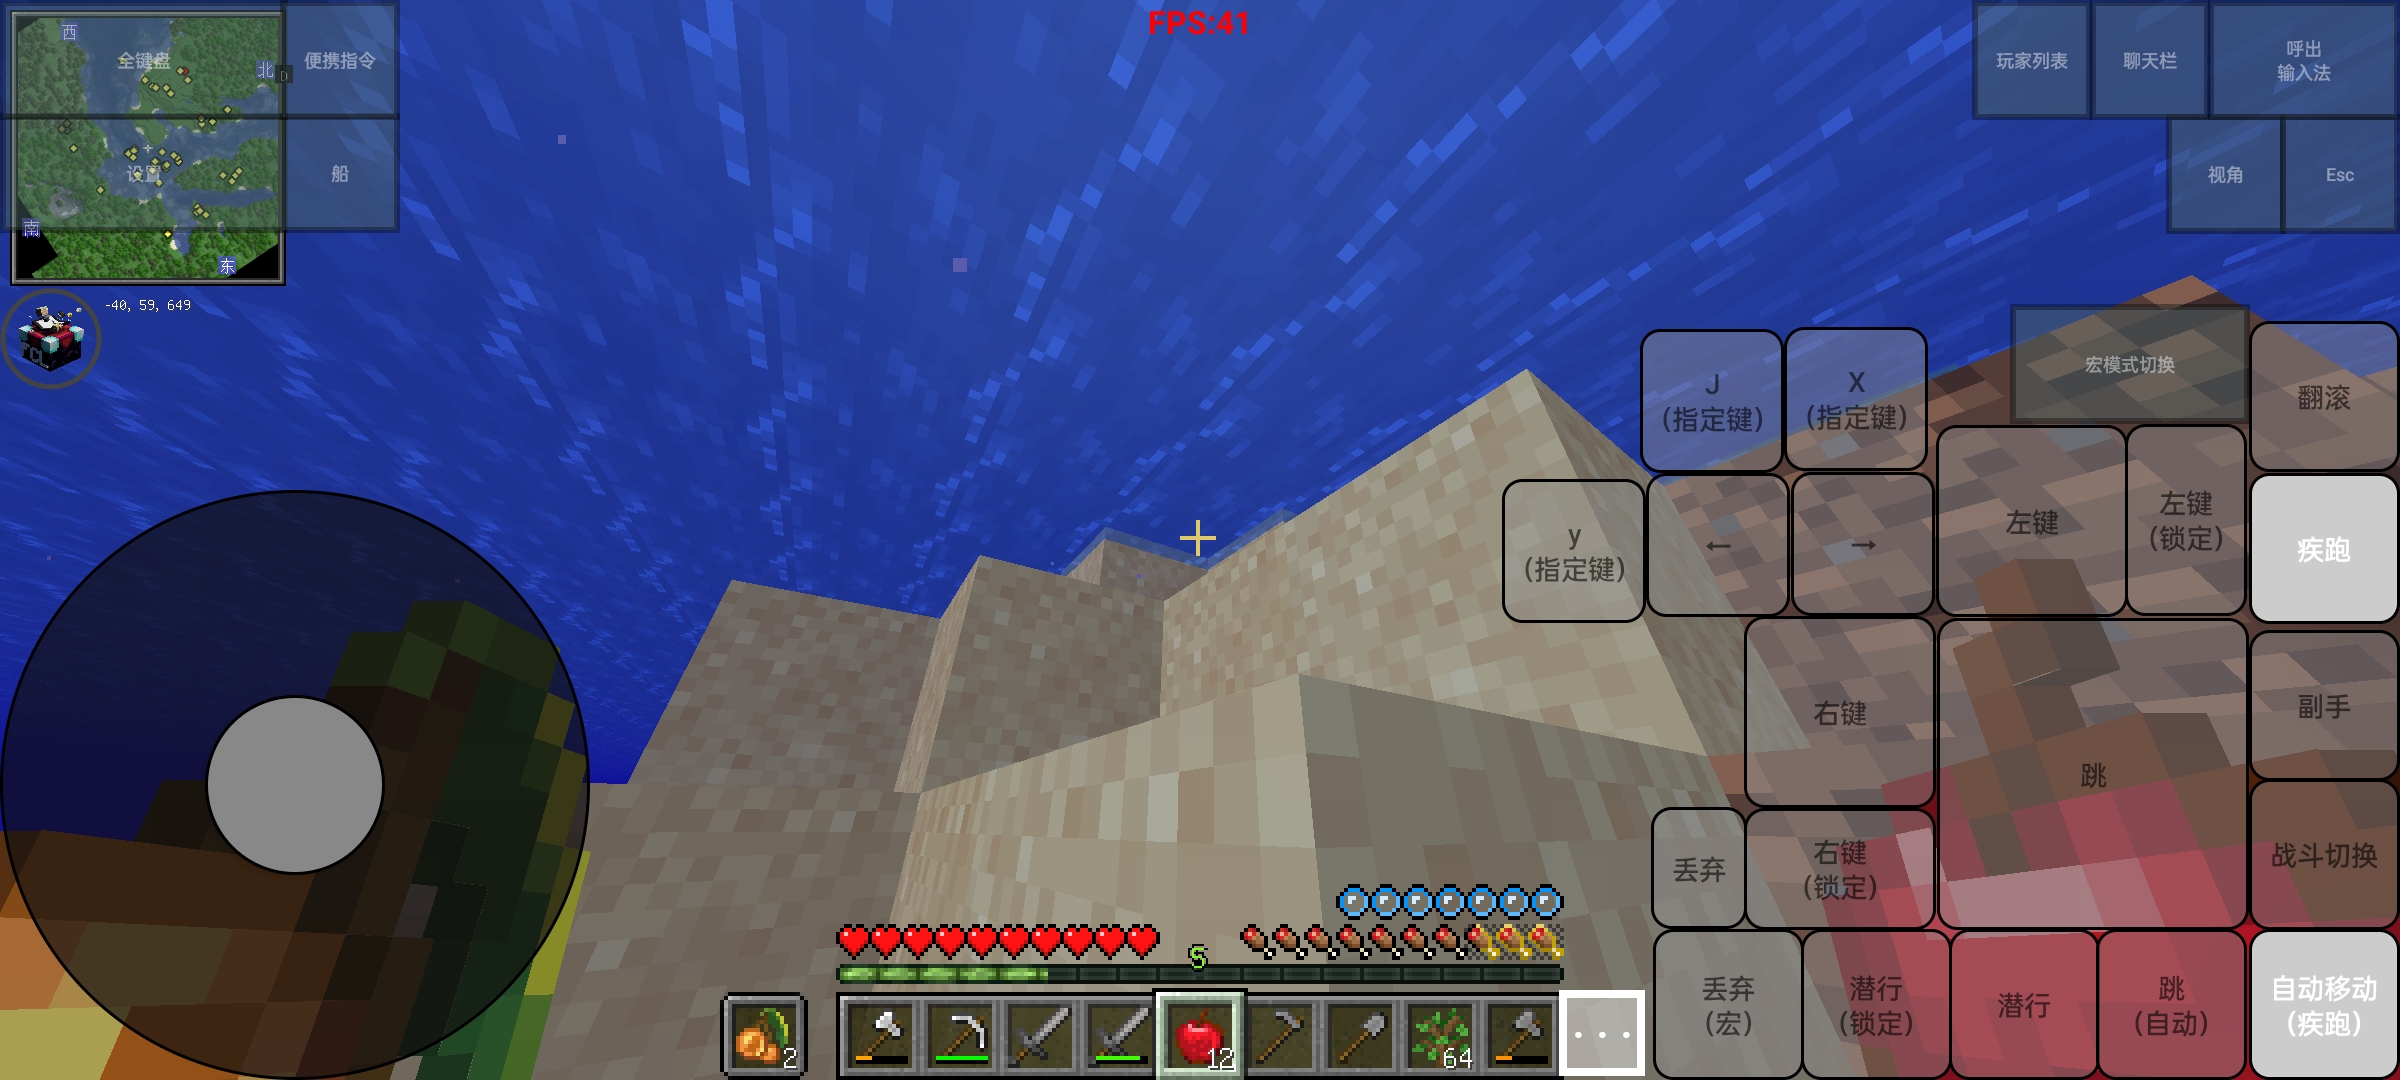 FPS:41
西
全键盘
北
D
便携指令
设置
船
南
东
-40, 59, 649
玩家列表
聊天栏
呼出
输入法
视角
Esc
宏模式切换
翻滚
J
(指定键)
X
(指定键)
y
(指定键)
←
→
左键
左键
(锁定)
疾跑
右键
跳
副手
丢弃
右键
(锁定)
战斗切换
丢弃
(宏)
潜行
(锁定)
潜行
跳
(自动)
自动移动
(疾跑)
5
2
12
64
...